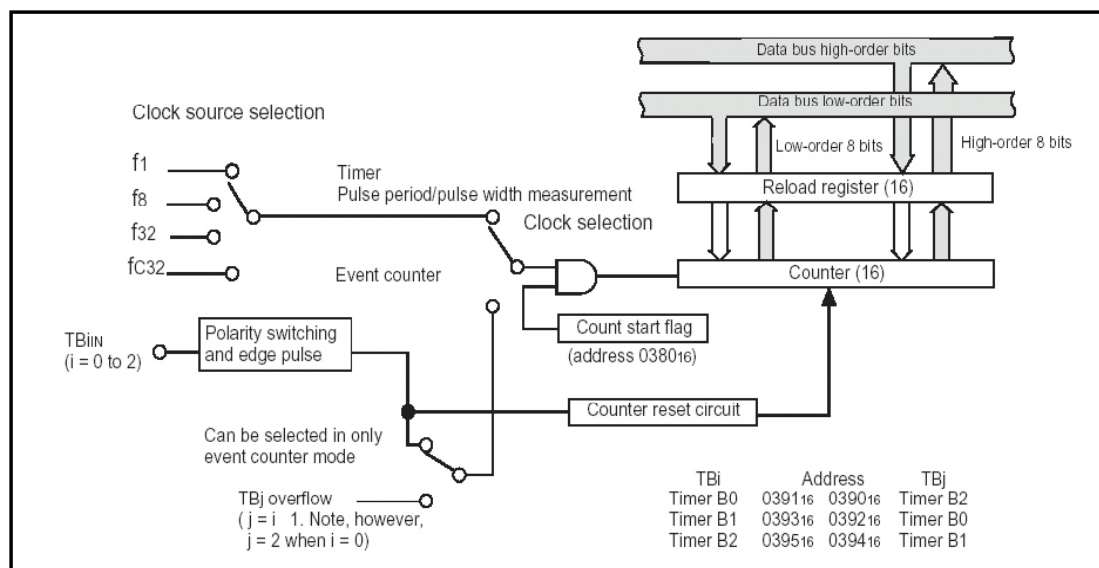 Data bus high-order bits
Data bus low-order bits
Clock source selection
Low-order 8 bits
High-order 8 bits
f1
f8
f32
fC32
Timer
Pulse period/pulse width measurement
Reload register (16)
Clock selection
Event counter
Counter (16)
TBiIN
(i = 0 to 2)
Polarity switching
and edge pulse
Count start flag
(address 038016)
Counter reset circuit
Can be selected in only
event counter mode
TBj overflow
( j = i 1. Note, however,
j = 2 when i = 0)
TBi Address TBj
Timer B0 039116 039016 Timer B2
Timer B1 039316 039216 Timer B0
Timer B2 039516 039416 Timer B1